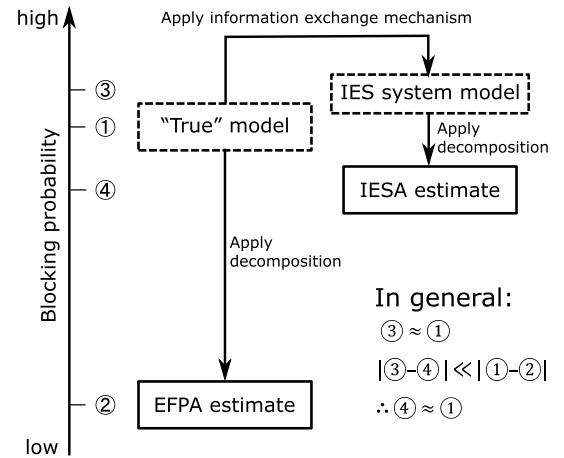 high
Apply information exchange mechanism
③
IES system model
①
“True” model
Apply
decomposition
④
IESA estimate
Blocking probability
Apply
decomposition
In general:
③ ≈ ①
|③–④| ≪ |①–②|
∴ ④ ≈ ①
②
EFPA estimate
low